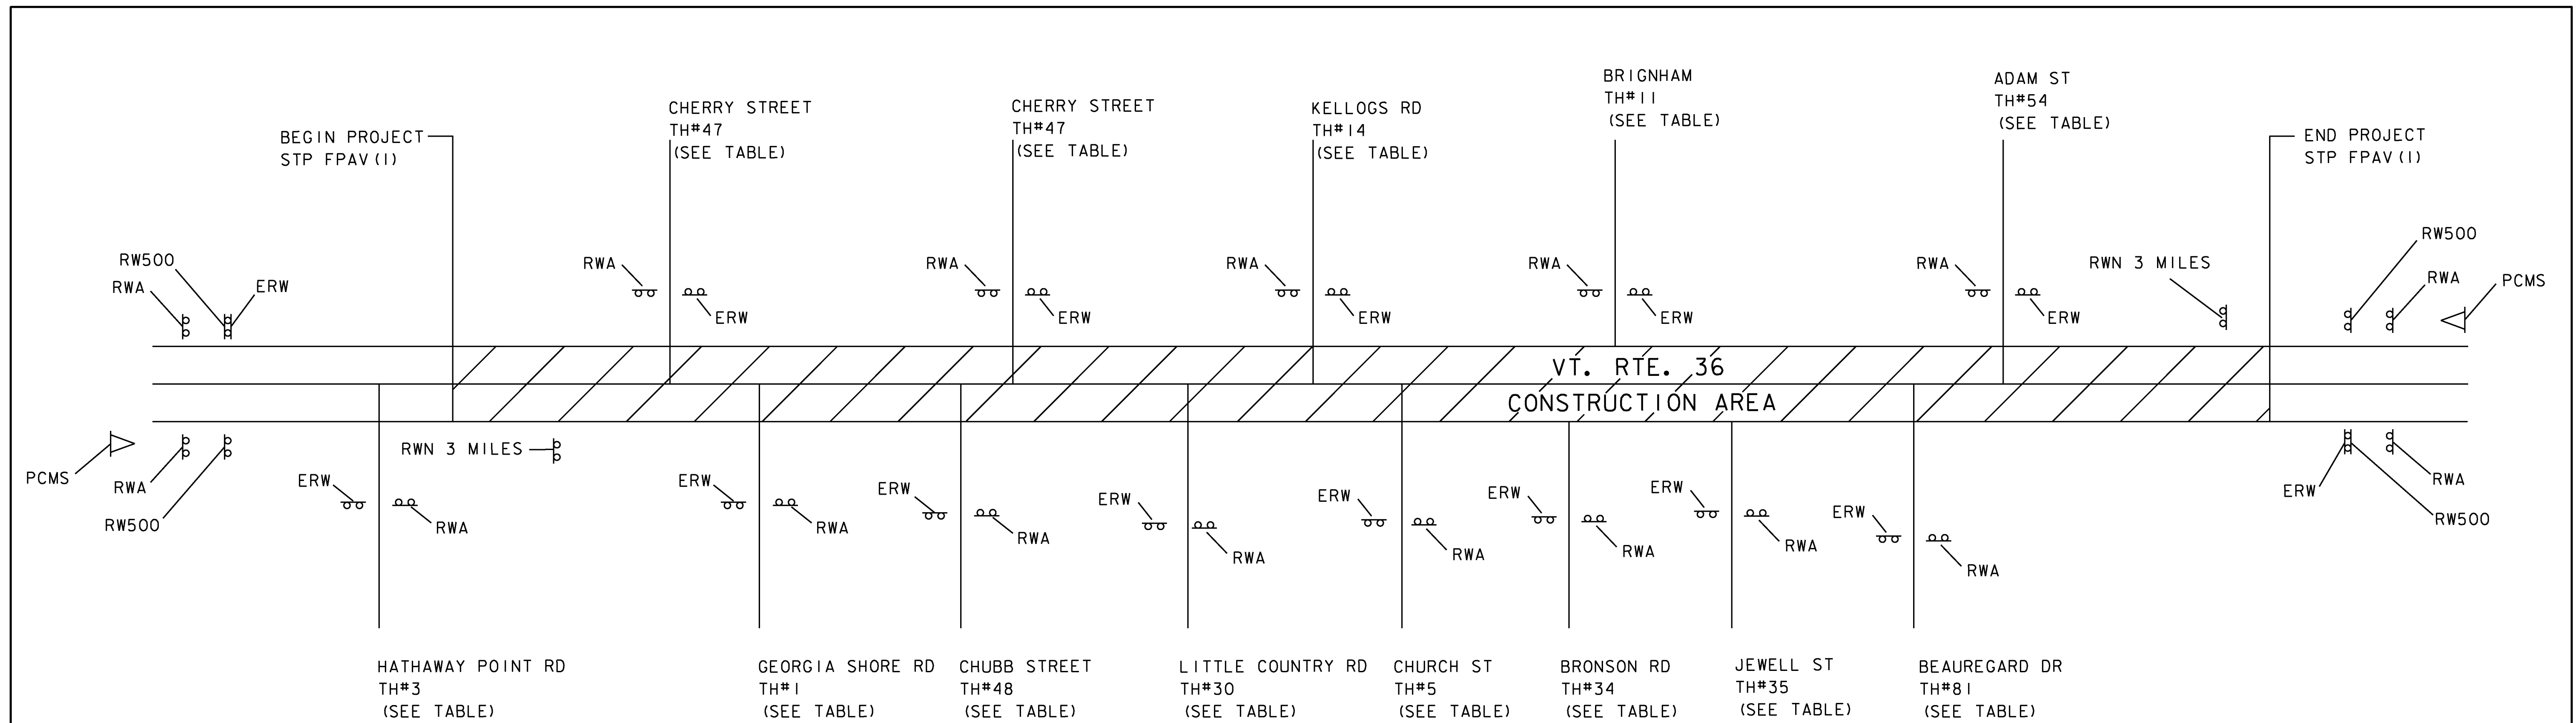 BRIGNHAM
TH#11
(SEE TABLE)
ADAM ST
TH#54
(SEE TABLE)
CHERRY STREET
TH#47
(SEE TABLE)
CHERRY STREET
TH#47
(SEE TABLE)
KELLOGS RD
TH#14
(SEE TABLE)
BEGIN PROJECT
STP FPAV(1)
END PROJECT
STP FPAV(1)
RW500
RWA
ERW
RWA
ERW
RWA
ERW
RWA
ERW
RWA
ERW
RWA
ERW
RWN 3 MILES
RW500
RWA
PCMS
VT. RTE. 36
CONSTRUCTION AREA
PCMS
RWA
RW500
RWN 3 MILES
ERW
RWA
ERW
RWA
ERW
RWA
ERW
RWA
ERW
RWA
ERW
RWA
ERW
RWA
ERW
RWA
ERW
RWA
RW500
HATHAWAY POINT RD
TH#3
(SEE TABLE)
GEORGIA SHORE RD
TH#1
(SEE TABLE)
CHUBB STREET
TH#48
(SEE TABLE)
LITTLE COUNTRY RD
TH#30
(SEE TABLE)
CHURCH ST
TH#5
(SEE TABLE)
BRONSON RD
TH#34
(SEE TABLE)
JEWELL ST
TH#35
(SEE TABLE)
BEAUREGARD DR
TH#81
(SEE TABLE)